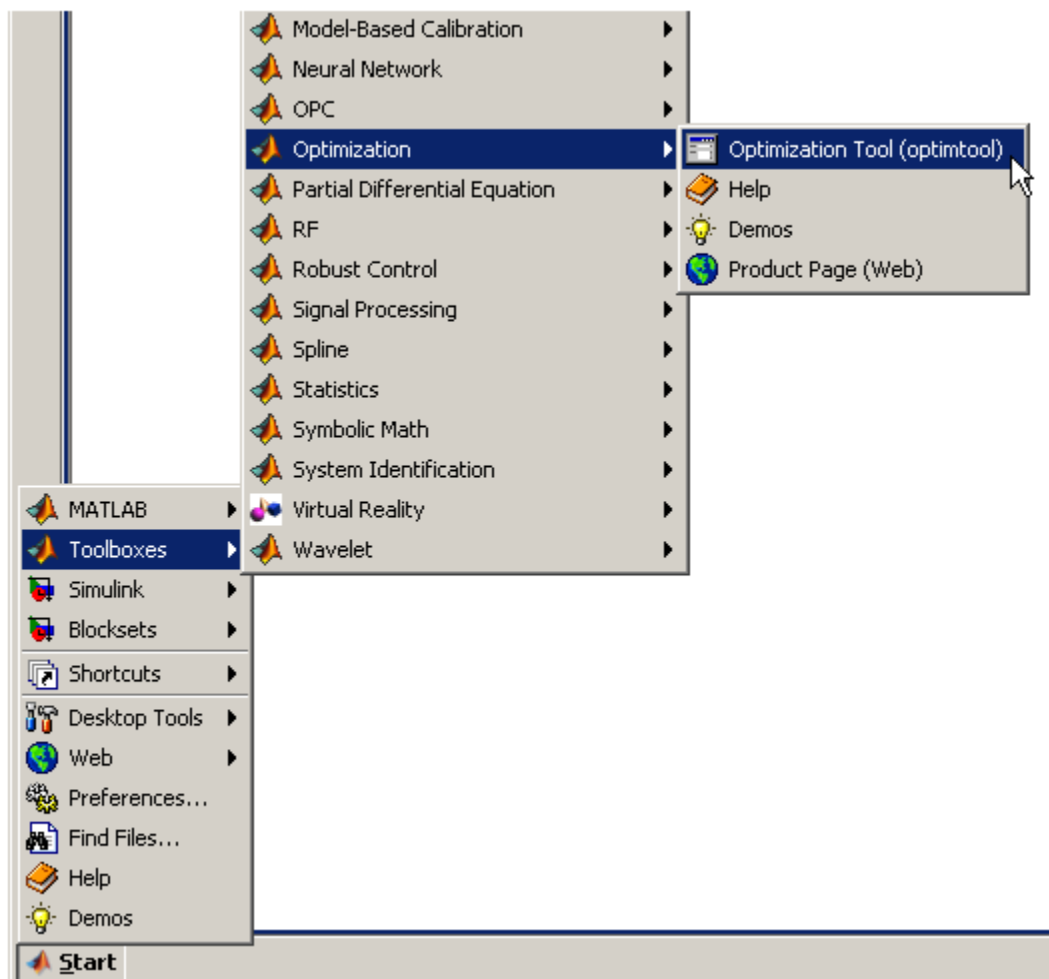 Model-Based Calibration
Neural Network
OPC
Optimization
Partial Differential Equation
RF
Robust Control
Signal Processing
Spline
Statistics
Symbolic Math
System Identification
Virtual Reality
Wavelet
Optimization Tool (optimtool)
Help
Demos
Product Page (Web)
MATLAB
Toolboxes
Simulink
Blocksets
Shortcuts
Desktop Tools
Web
Preferences...
Find Files...
Help
Demos
Start